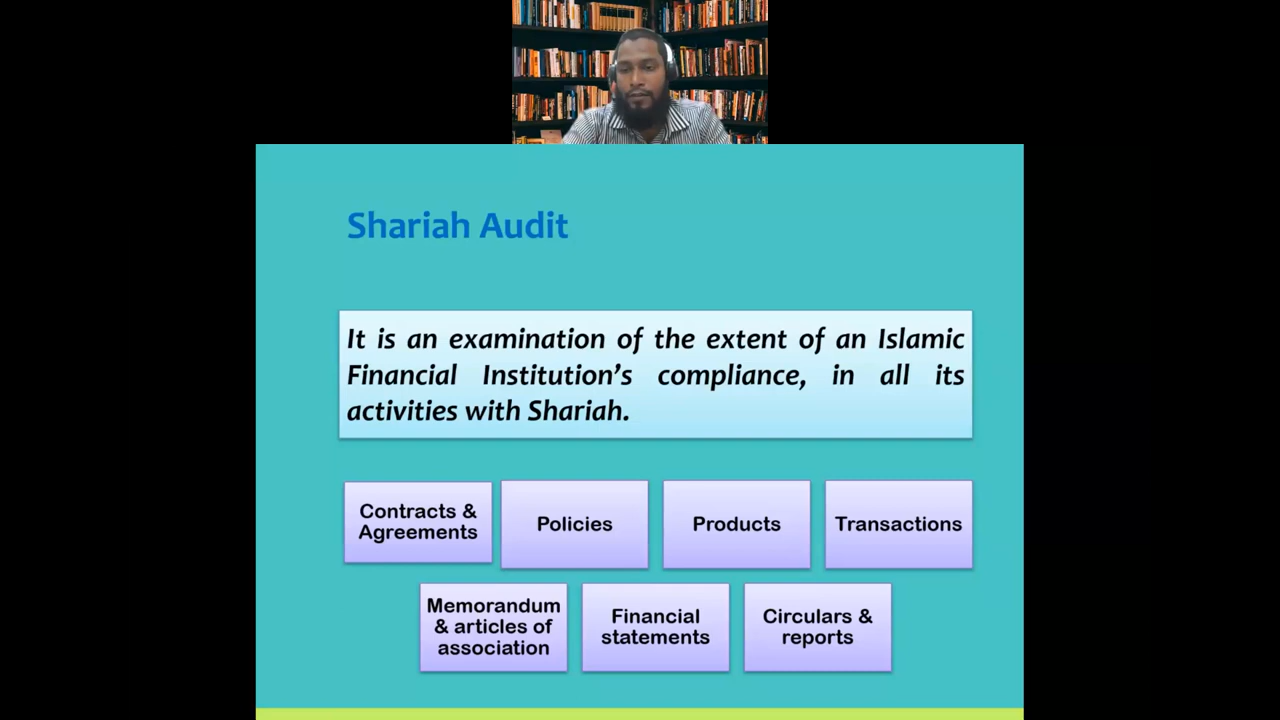 Shariah Audit
It is an examination of the extent of an Islamic
Financial Institution's compliance, in all its
activities with Shariah.
Contracts &
Agreements
Policies
Products
Transactions
Memorandum
& articles of
association
Financial
statements
Circulars &
reports